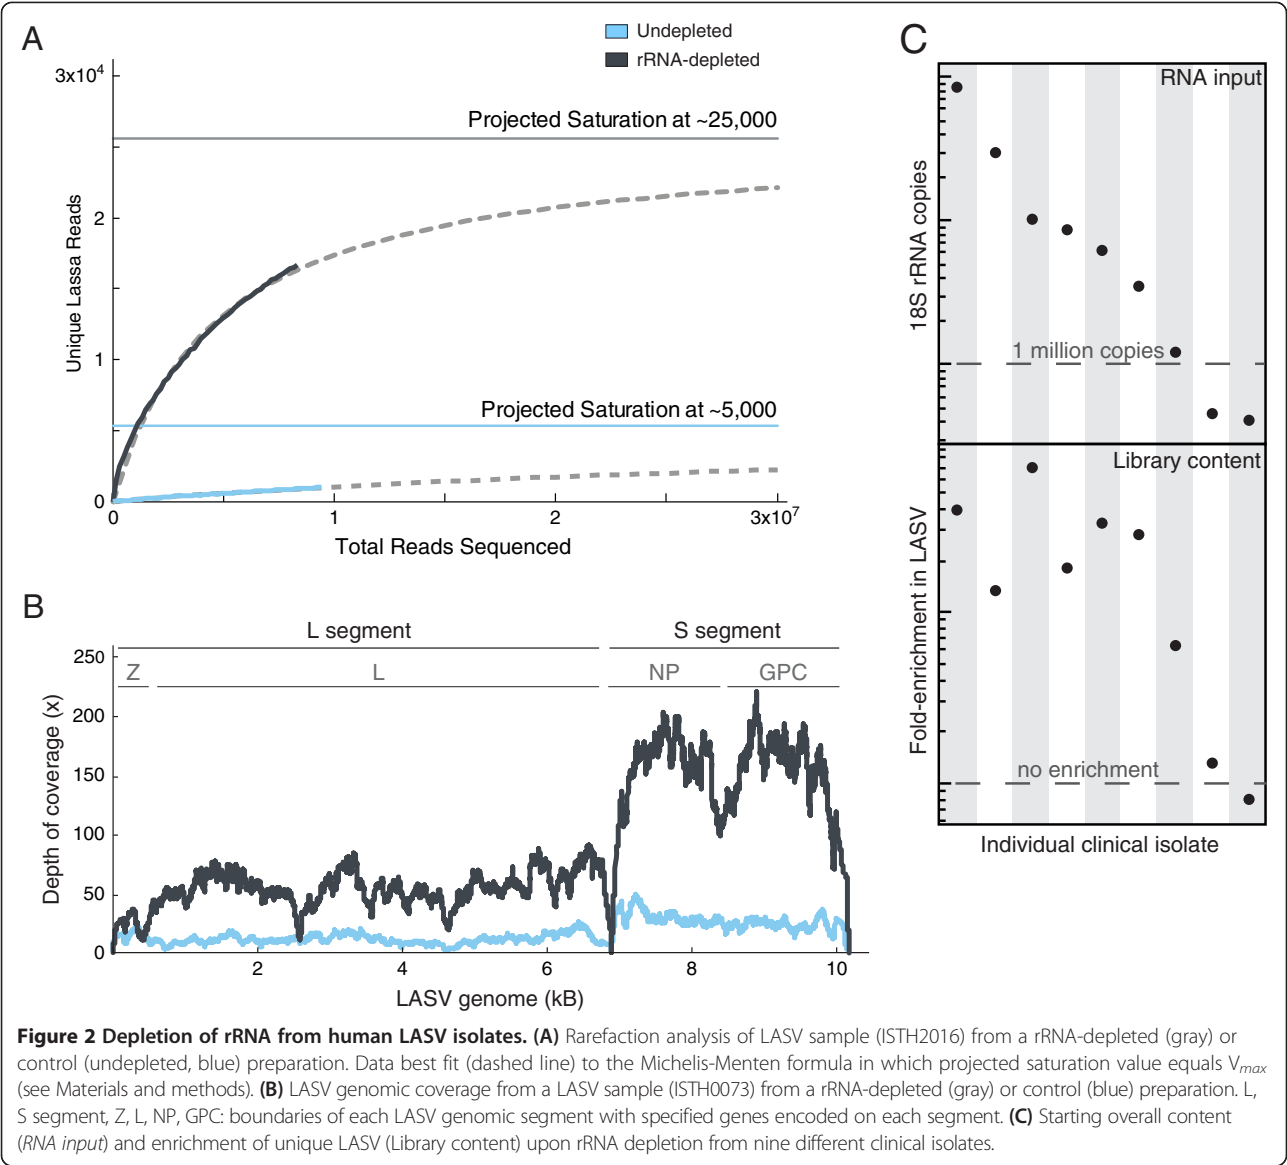 A
Undepleted
rRNA-depleted
3x10⁴
Projected Saturation at ~25,000
2
Unique Lassa Reads
1
Projected Saturation at ~5,000
0
0 1 2 3x10⁷
Total Reads Sequenced
B
L segment S segment
Z L NP GPC
250
200
150
100
50
0
Depth of coverage (x)
2 4 6 8 10
LASV genome (kB)
C
RNA input
18S rRNA copies
1 million copies
Library content
Fold-enrichment in LASV
no enrichment
Individual clinical isolate
Figure 2 Depletion of rRNA from human LASV isolates. (A) Rarefaction analysis of LASV sample (ISTH2016) from a rRNA-depleted (gray) or
control (undepleted, blue) preparation. Data best fit (dashed line) to the Michelis-Menten formula in which projected saturation value equals Vmax
(see Materials and methods). (B) LASV genomic coverage from a LASV sample (ISTH0073) from a rRNA-depleted (gray) or control (blue) preparation. L,
S segment, Z, L, NP, GPC: boundaries of each LASV genomic segment with specified genes encoded on each segment. (C) Starting overall content
(RNA input) and enrichment of unique LASV (Library content) upon rRNA depletion from nine different clinical isolates.